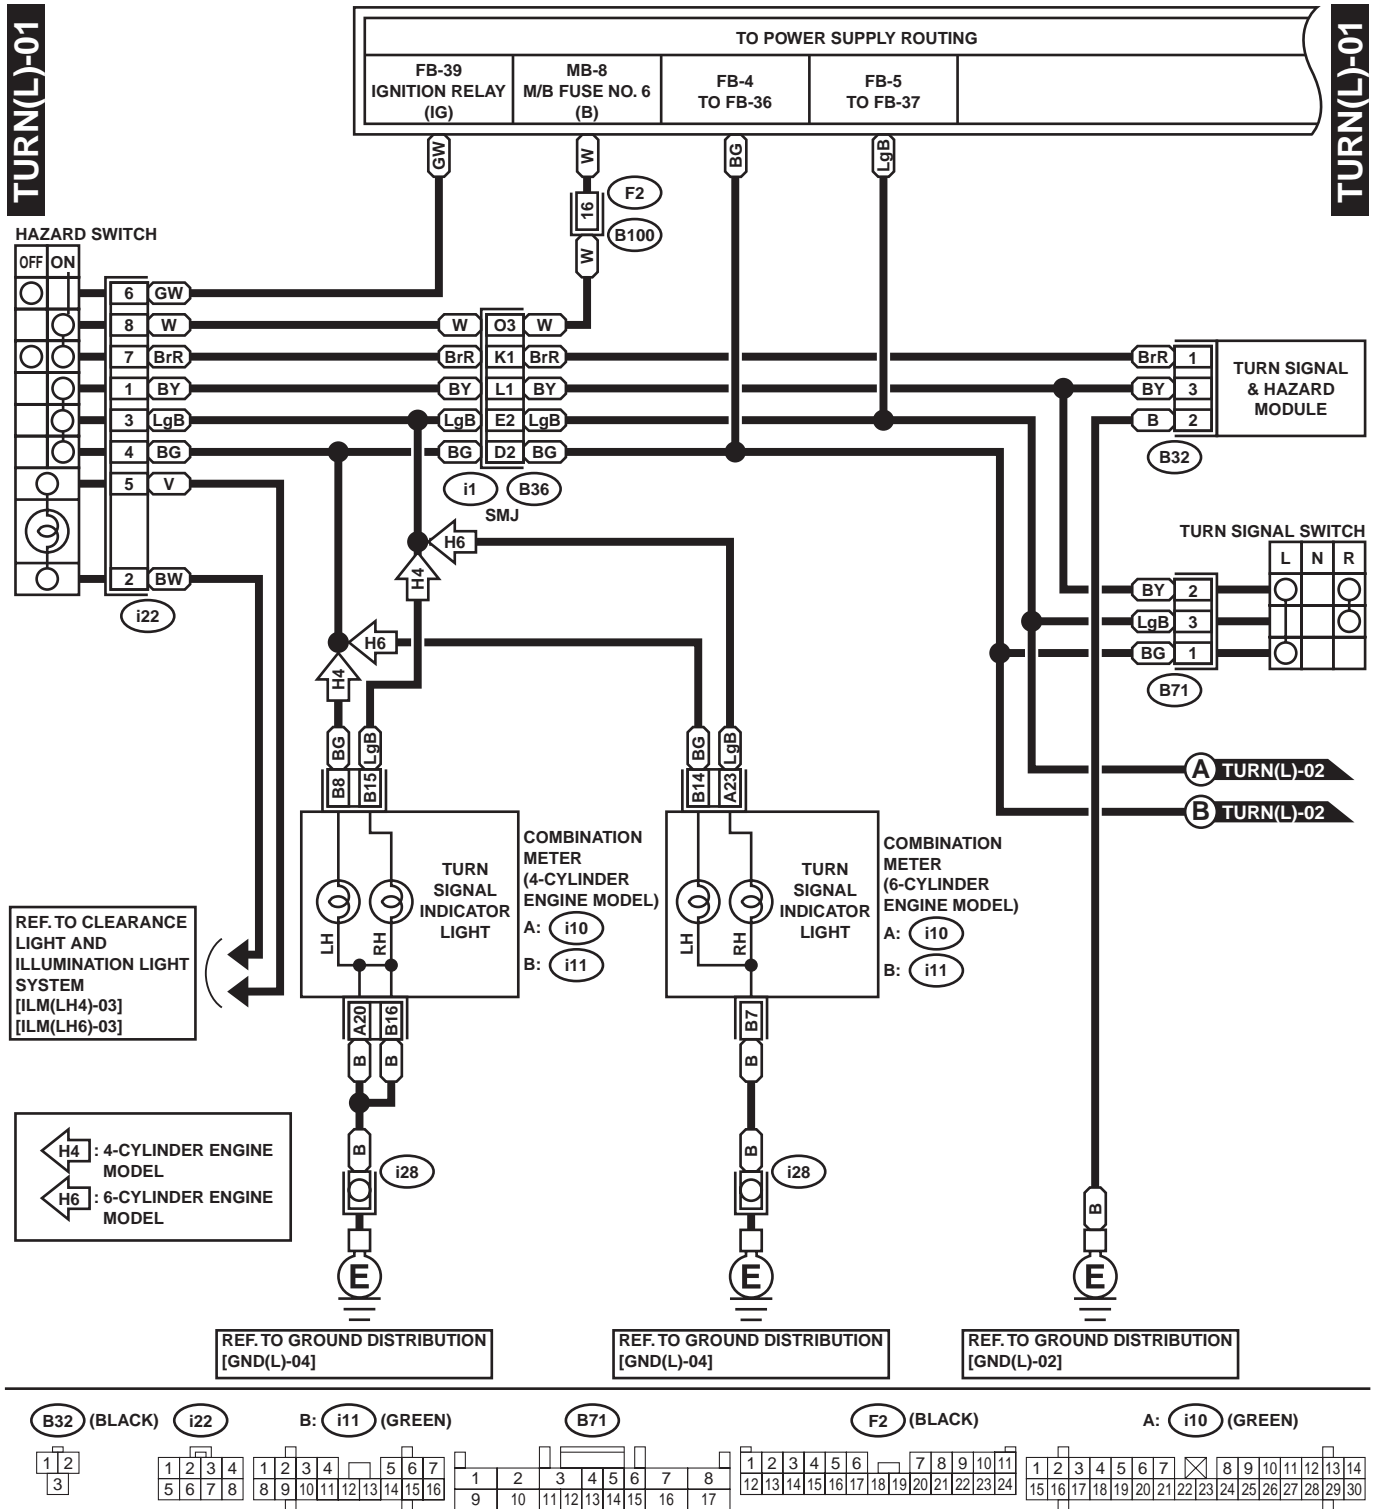 TURN(L)-01
TURN(L)-01
TO POWER SUPPLY ROUTING
FB-39
IGNITION RELAY
(IG)
MB-8
M/B FUSE NO. 6
(B)
FB-4
TO FB-36
FB-5
TO FB-37
GW
W
BG
LgB
16
F2
B100
W
HAZARD SWITCH
OFF ON
6 GW
8 W W O3 W
7 BrR BrR K1 BrR BrR 1
1 BY BY L1 BY BY 3
3 LgB LgB E2 LgB B 2
4 BG BG D2 BG
5 V
2 BW
i22
i1 B36
SMJ
TURN SIGNAL
& HAZARD
MODULE
B32
TURN SIGNAL SWITCH
L N R
BY 2
LgB 3
BG 1
B71
H6
H4
H6
H4
BG LgB
B8 B15
BG LgB
B14 A23
A TURN(L)-02
B TURN(L)-02
TURN
SIGNAL
INDICATOR
LIGHT
LH RH
COMBINATION
METER
(4-CYLINDER
ENGINE MODEL)
A: i10
B: i11
TURN
SIGNAL
INDICATOR
LIGHT
LH RH
COMBINATION
METER
(6-CYLINDER
ENGINE MODEL)
A: i10
B: i11
REF. TO CLEARANCE
LIGHT AND
ILLUMINATION LIGHT
SYSTEM
[ILM(LH4)-03]
[ILM(LH6)-03]
A20 B16
B B
B
i28
E
B7
B
B
i28
E
B
E
H4 : 4-CYLINDER ENGINE
MODEL
H6 : 6-CYLINDER ENGINE
MODEL
REF. TO GROUND DISTRIBUTION
[GND(L)-04]
REF. TO GROUND DISTRIBUTION
[GND(L)-04]
REF. TO GROUND DISTRIBUTION
[GND(L)-02]
B32 (BLACK)
1 2
3
i22
1 2 3 4
5 6 7 8
B: i11 (GREEN)
1 2 3 4 5 6 7
8 9 10 11 12 13 14 15 16
B71
1 2 3 4 5 6 7 8
9 10 11 12 13 14 15 16 17
F2 (BLACK)
1 2 3 4 5 6 7 8 9 10 11
12 13 14 15 16 17 18 19 20 21 22 23 24
A: i10 (GREEN)
1 2 3 4 5 6 7 8 9 10 11 12 13 14
15 16 17 18 19 20 21 22 23 24 25 26 27 28 29 30